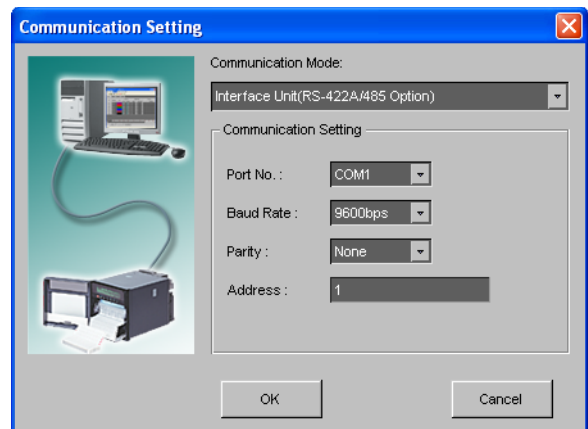 Communication Setting
Communication Mode:
Interface Unit(RS-422A/485 Option)
Communication Setting
Port No. : COM1
Baud Rate : 9600bps
Parity : None
Address : 1
OK Cancel